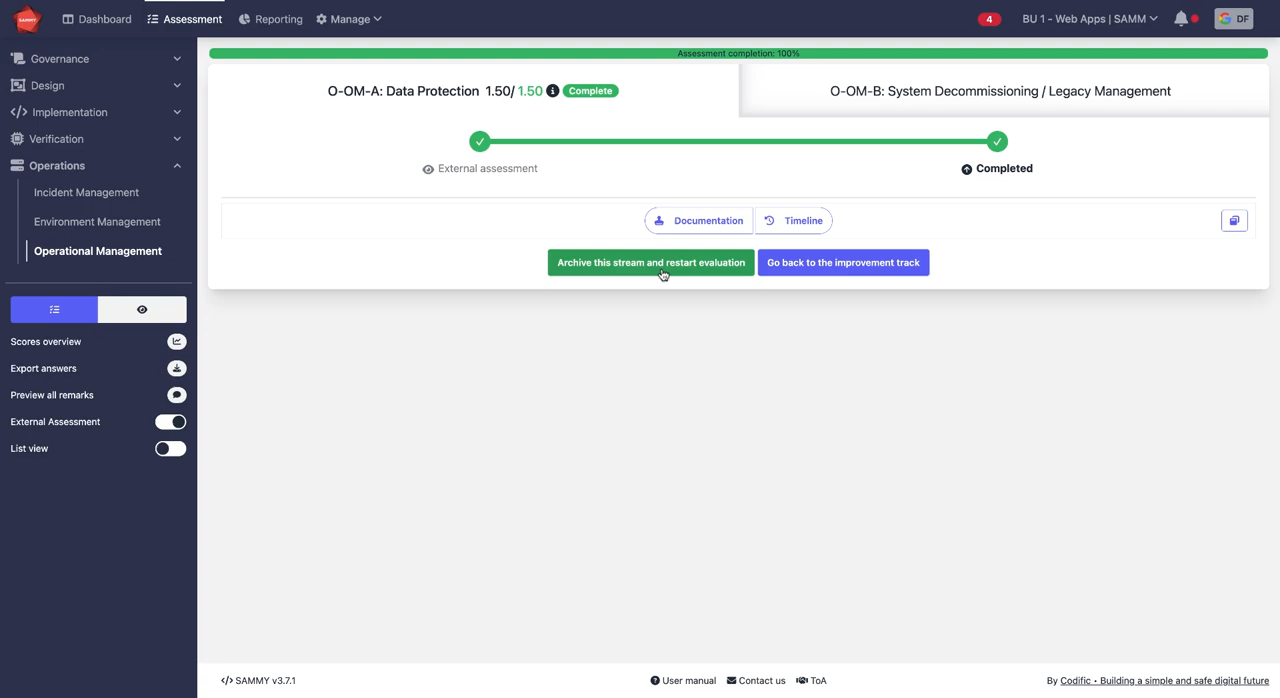 SAMMY
Dashboard
Assessment
Reporting
Manage
4
BU 1 - Web Apps | SAMM
DF
Governance
Design
Implementation
Verification
Operations
Incident Management
Environment Management
Operational Management
Scores overview
Export answers
Preview all remarks
External Assessment
List view
Assessment completion: 100%
O-OM-A: Data Protection 1.50/ 1.50 Complete
O-OM-B: System Decommissioning / Legacy Management
External assessment
Completed
Documentation
Timeline
Archive this stream and restart evaluation
Go back to the improvement track
SAMMY v3.7.1
User manual
Contact us
ToA
By Codific • Building a simple and safe digital future